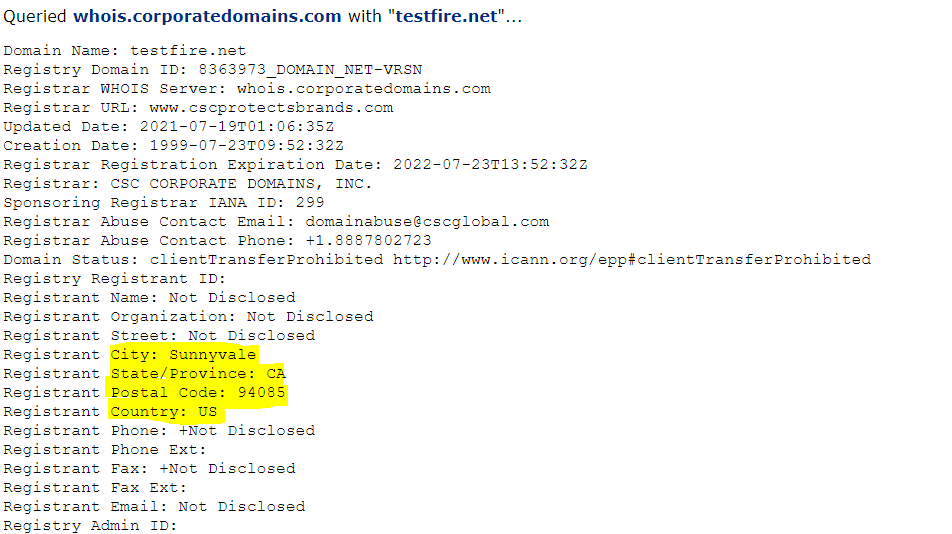 Queried whois.corporatedomains.com with "testfire.net"...
Domain Name: testfire.net
Registry Domain ID: 8363973_DOMAIN_NET-VRSN
Registrar WHOIS Server: whois.corporatedomains.com
Registrar URL: www.cscprotectsbrands.com
Updated Date: 2021-07-19T01:06:35Z
Creation Date: 1999-07-23T09:52:32Z
Registrar Registration Expiration Date: 2022-07-23T13:52:32Z
Registrar: CSC CORPORATE DOMAINS, INC.
Sponsoring Registrar IANA ID: 299
Registrar Abuse Contact Email: domainabuse@cscglobal.com
Registrar Abuse Contact Phone: +1.8887802723
Domain Status: clientTransferProhibited http://www.icann.org/epp#clientTransferProhibited
Registry Registrant ID:
Registrant Name: Not Disclosed
Registrant Organization: Not Disclosed
Registrant Street: Not Disclosed
Registrant City: Sunnyvale
Registrant State/Province: CA
Registrant Postal Code: 94085
Registrant Country: US
Registrant Phone: +Not Disclosed
Registrant Phone Ext:
Registrant Fax: +Not Disclosed
Registrant Fax Ext:
Registrant Email: Not Disclosed
Registry Admin ID: